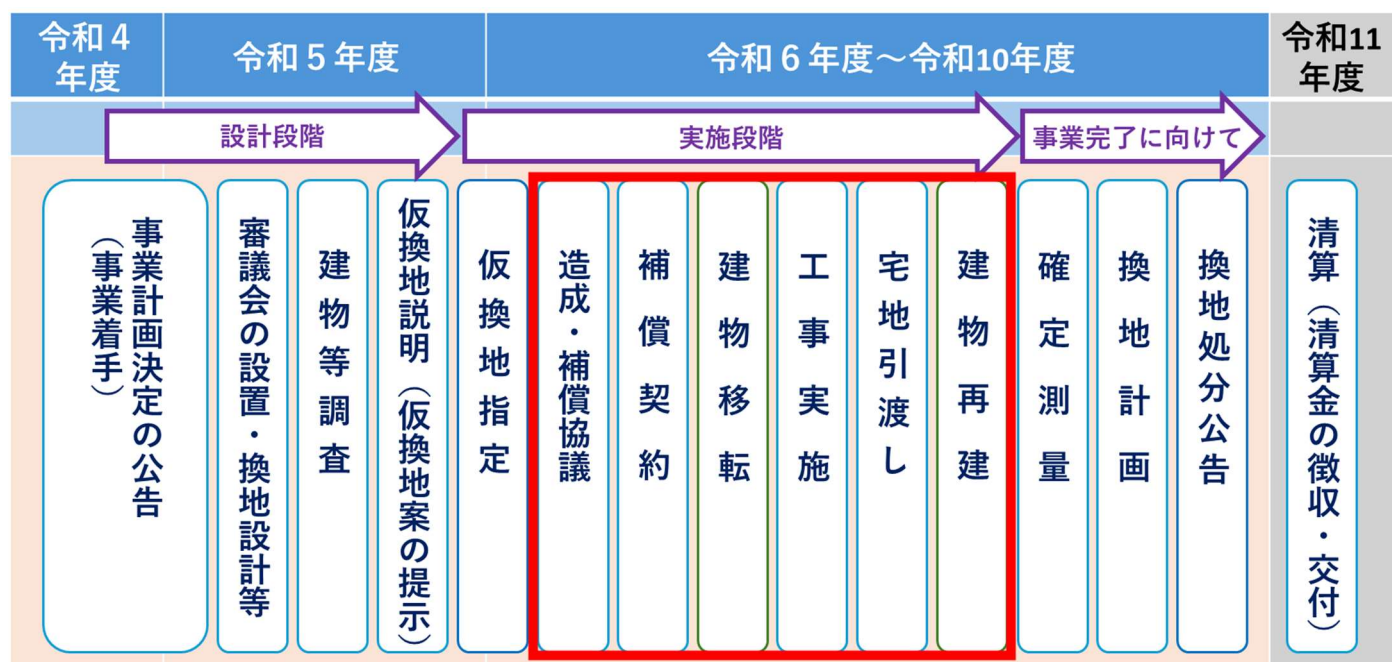 令和４
年度
令和５年度
令和６年度～令和10年度
令和11
年度
設計段階
実施段階
事業完了に向けて
事業計画決定の公告
（事業着手）
審議会の設置・換地設計等
建物等調査
仮換地説明（仮換地案の提示）
仮換地指定
造成・補償協議
補償契約
建物移転
工事実施
宅地引渡し
建物再建
確定測量
換地計画
換地処分公告
清算（清算金の徴収・交付）